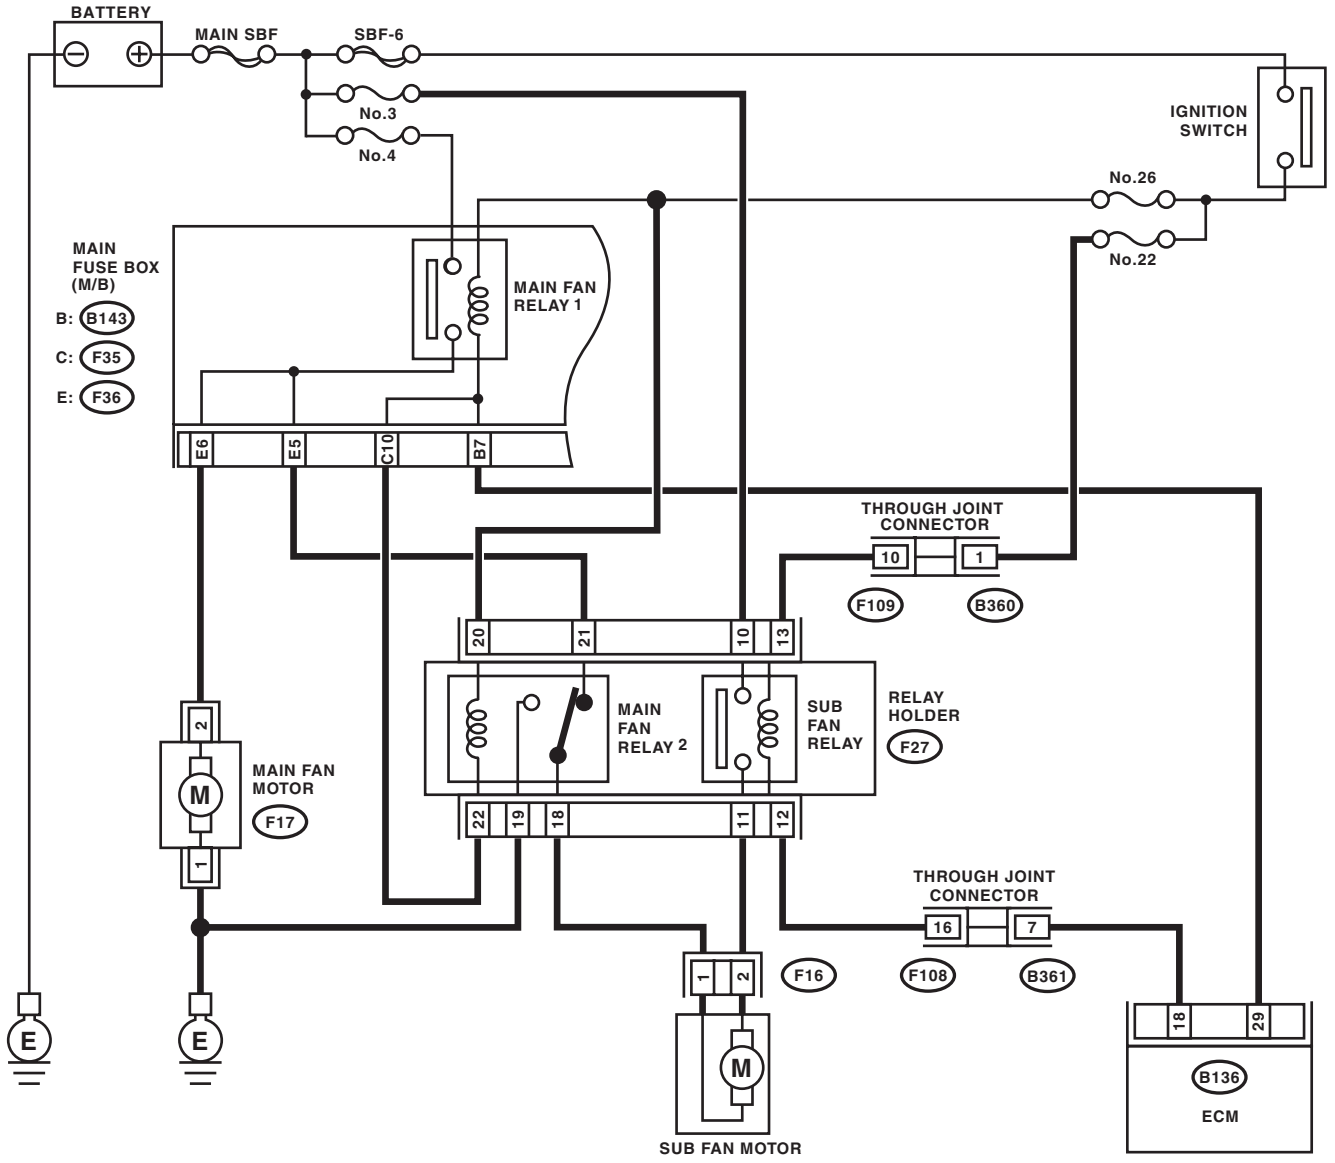 BATTERY
MAIN SBF
SBF-6
No.3
No.4
IGNITION
SWITCH
No.26
No.22
MAIN
FUSE BOX
(M/B)
B: B143
C: F35
E: F36
MAIN FAN
RELAY 1
E6
E5
C10
B7
THROUGH JOINT
CONNECTOR
10
1
F109
B360
20
21
10
13
MAIN
FAN
RELAY 2
SUB
FAN
RELAY
RELAY
HOLDER
F27
22
19
18
11
12
2
M
MAIN FAN
MOTOR
F17
1
THROUGH JOINT
CONNECTOR
16
7
F108
B361
1
2
F16
E
E
M
SUB FAN MOTOR
18
29
B136
ECM